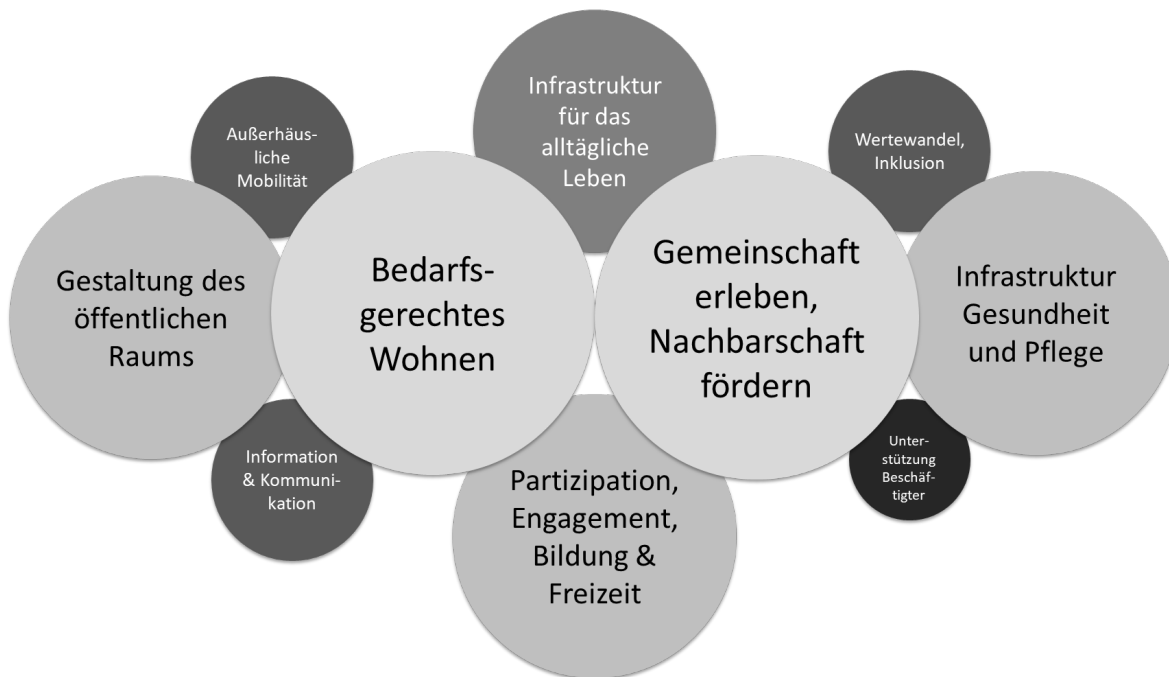 Infrastruktur
für das
alltägliche
Leben
Außerhäus-
liche
Mobilität
Wertewandel,
Inklusion
Gestaltung des
öffentlichen
Raums
Bedarfs-
gerechtes
Wohnen
Gemeinschaft
erleben,
Nachbarschaft
fördern
Infrastruktur
Gesundheit
und Pflege
Information
& Kommuni-
kation
Partizipation,
Engagement,
Bildung &
Freizeit
Unter-
stützung
Beschäf-
tigter